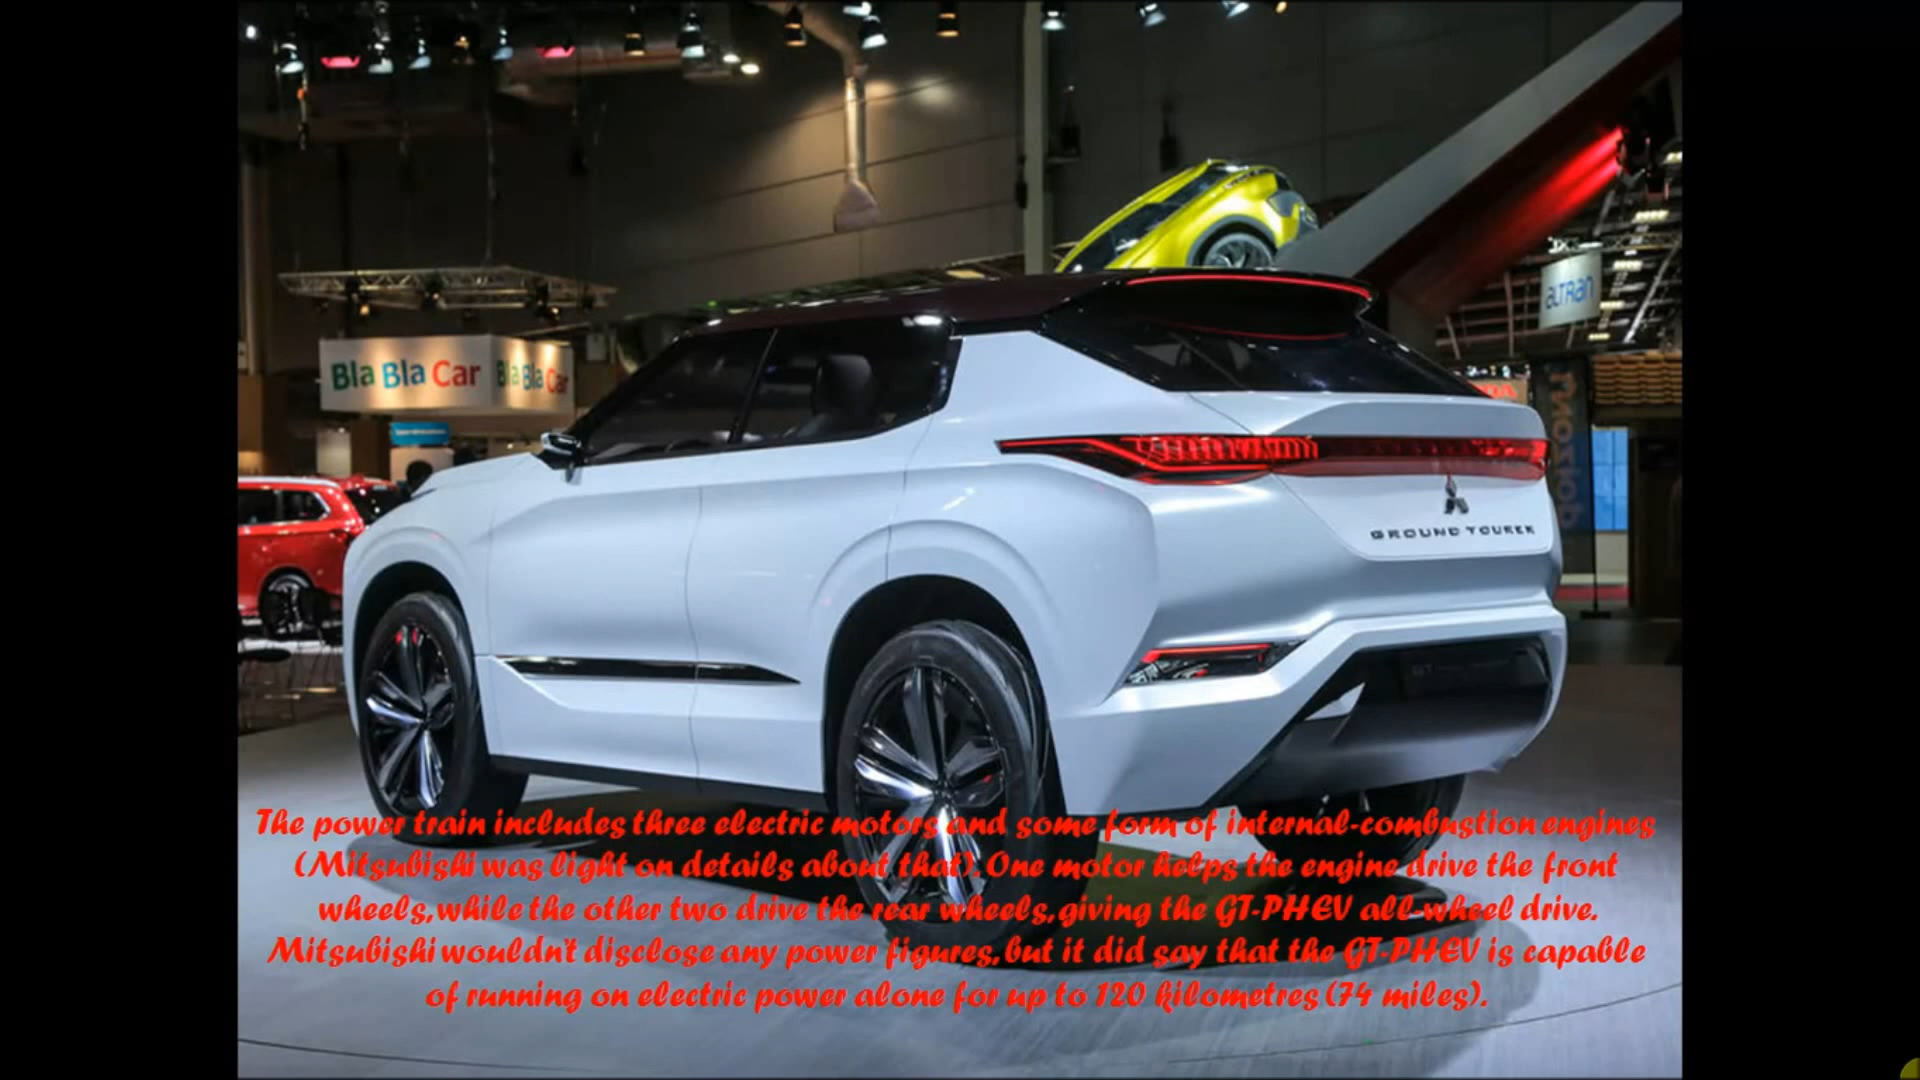 altran
Bla Bla Car
Bla Bla Car
GROUND TOURER
The power train includes three electric motors and some form of internal-combustion engines
(Mitsubishi was light on details about that). One motor helps the engine drive the front
wheels, while the other two drive the rear wheels, giving the GT-PHEV all-wheel drive.
Mitsubishi wouldn't disclose any power figures, but it did say that the GT-PHEV is capable
of running on electric power alone for up to 120 kilometres (74 miles).